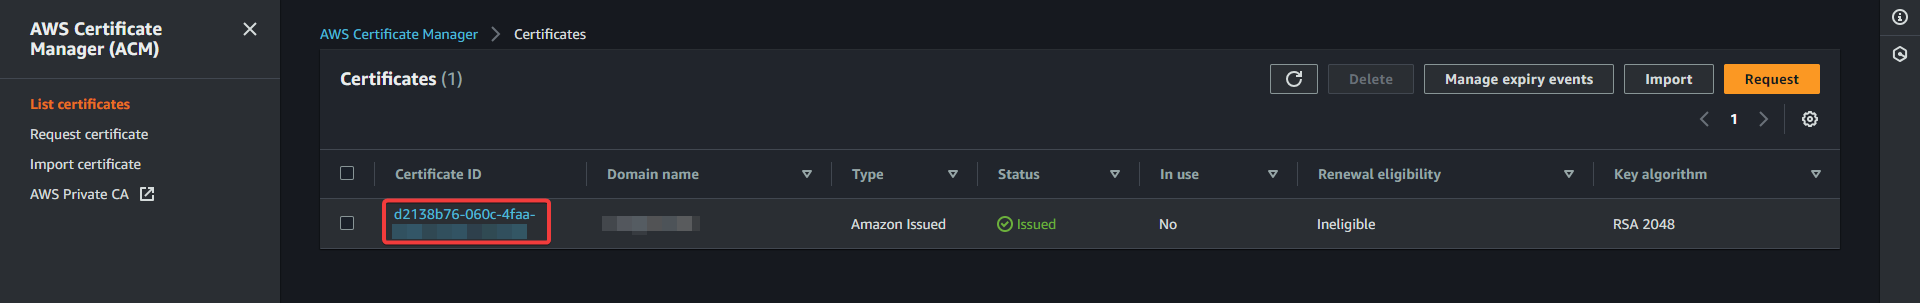 AWS Certificate
Manager (ACM)
List certificates
Request certificate
Import certificate
AWS Private CA
AWS Certificate Manager > Certificates
Certificates (1)
Delete
Manage expiry events
Import
Request
1
Certificate ID
Domain name
Type
Status
In use
Renewal eligibility
Key algorithm
d2138b76-060c-4faa-
Amazon Issued
Issued
No
Ineligible
RSA 2048